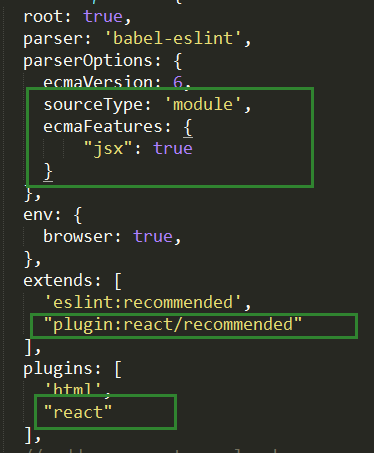 root: true,
parser: 'babel-eslint',
parserOptions: {
ecmaVersion: 6,
sourceType: 'module',
ecmaFeatures: {
"jsx": true
}
},
env: {
browser: true,
},
extends: [
'eslint:recommended',
"plugin:react/recommended"
],
plugins: [
'html',
"react"
],